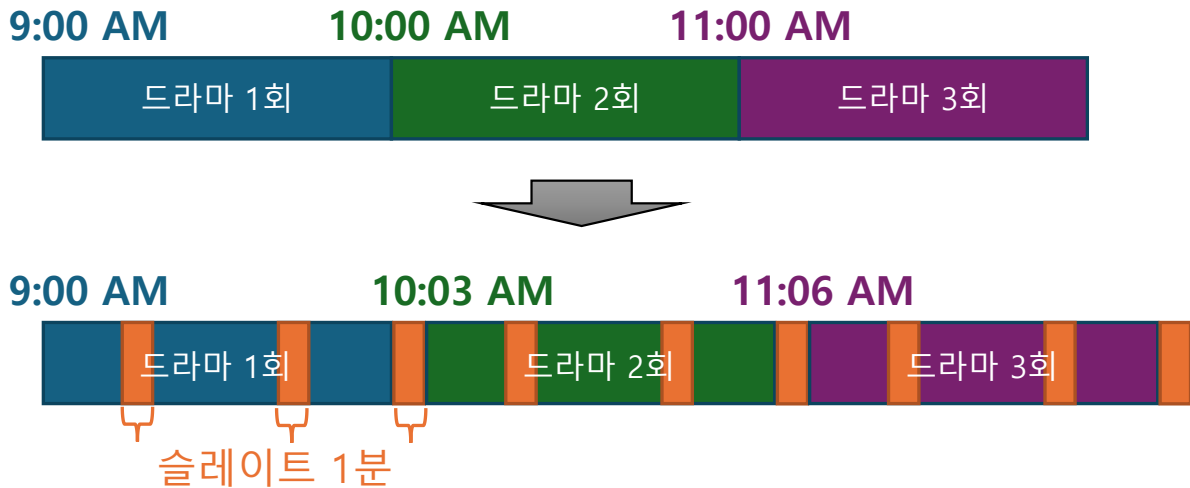 9:00 AM 10:00 AM 11:00 AM
드라마 1회 드라마 2회 드라마 3회
9:00 AM 10:03 AM 11:06 AM
드라마 1회 드라마 2회 드라마 3회
슬레이트 1분